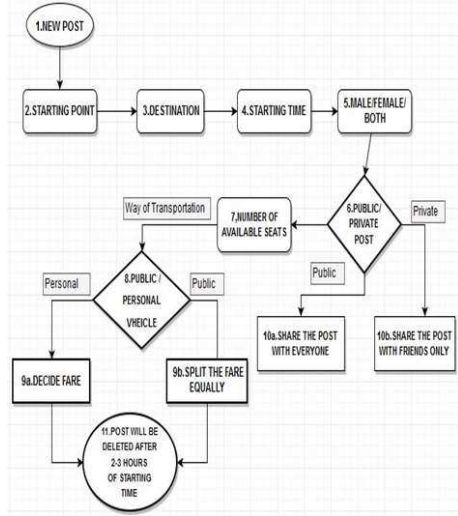 1.NEW POST
2.STARTING POINT
3.DESTINATION
4.STARTING TIME
5.MALE/FEMALE/
BOTH
6.PUBLIC/
PRIVATE
POST
Private
Public
7,NUMBER OF
AVAILABLE SEATS
Way of Transportation
8.PUBLIC /
PERSONAL
VHEICLE
Personal
Public
10a.SHARE THE POST
WITH EVERYONE
10b.SHARE THE POST
WITH FRIENDS ONLY
9a.DECIDE FARE
9b.SPLIT THE FARE
EQUALLY
11.POST WILL BE
DELETED AFTER
2-3 HOURS
OF STARTING
TIME